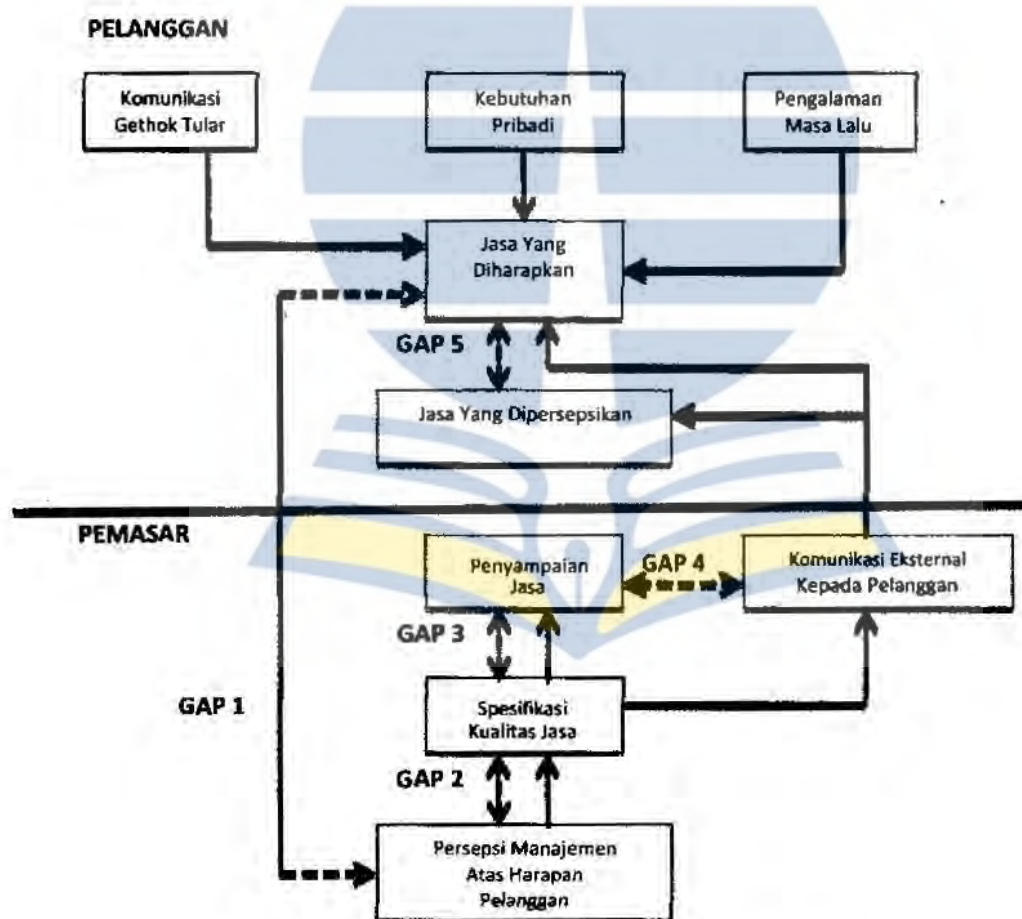 PELANGGAN
Komunikasi
Gethok Tular
Kebutuhan
Pribadi
Pengalaman
Masa Lalu
Jasa Yang
Diharapkan
GAP 5
Jasa Yang Dipersepsikan
PEMASAR
Penyampaian
Jasa
GAP 4
Komunikasi Eksternal
Kepada Pelanggan
GAP 3
GAP 1
Spesifikasi
Kualitas Jasa
GAP 2
Persepsi Manajemen
Atas Harapan
Pelanggan